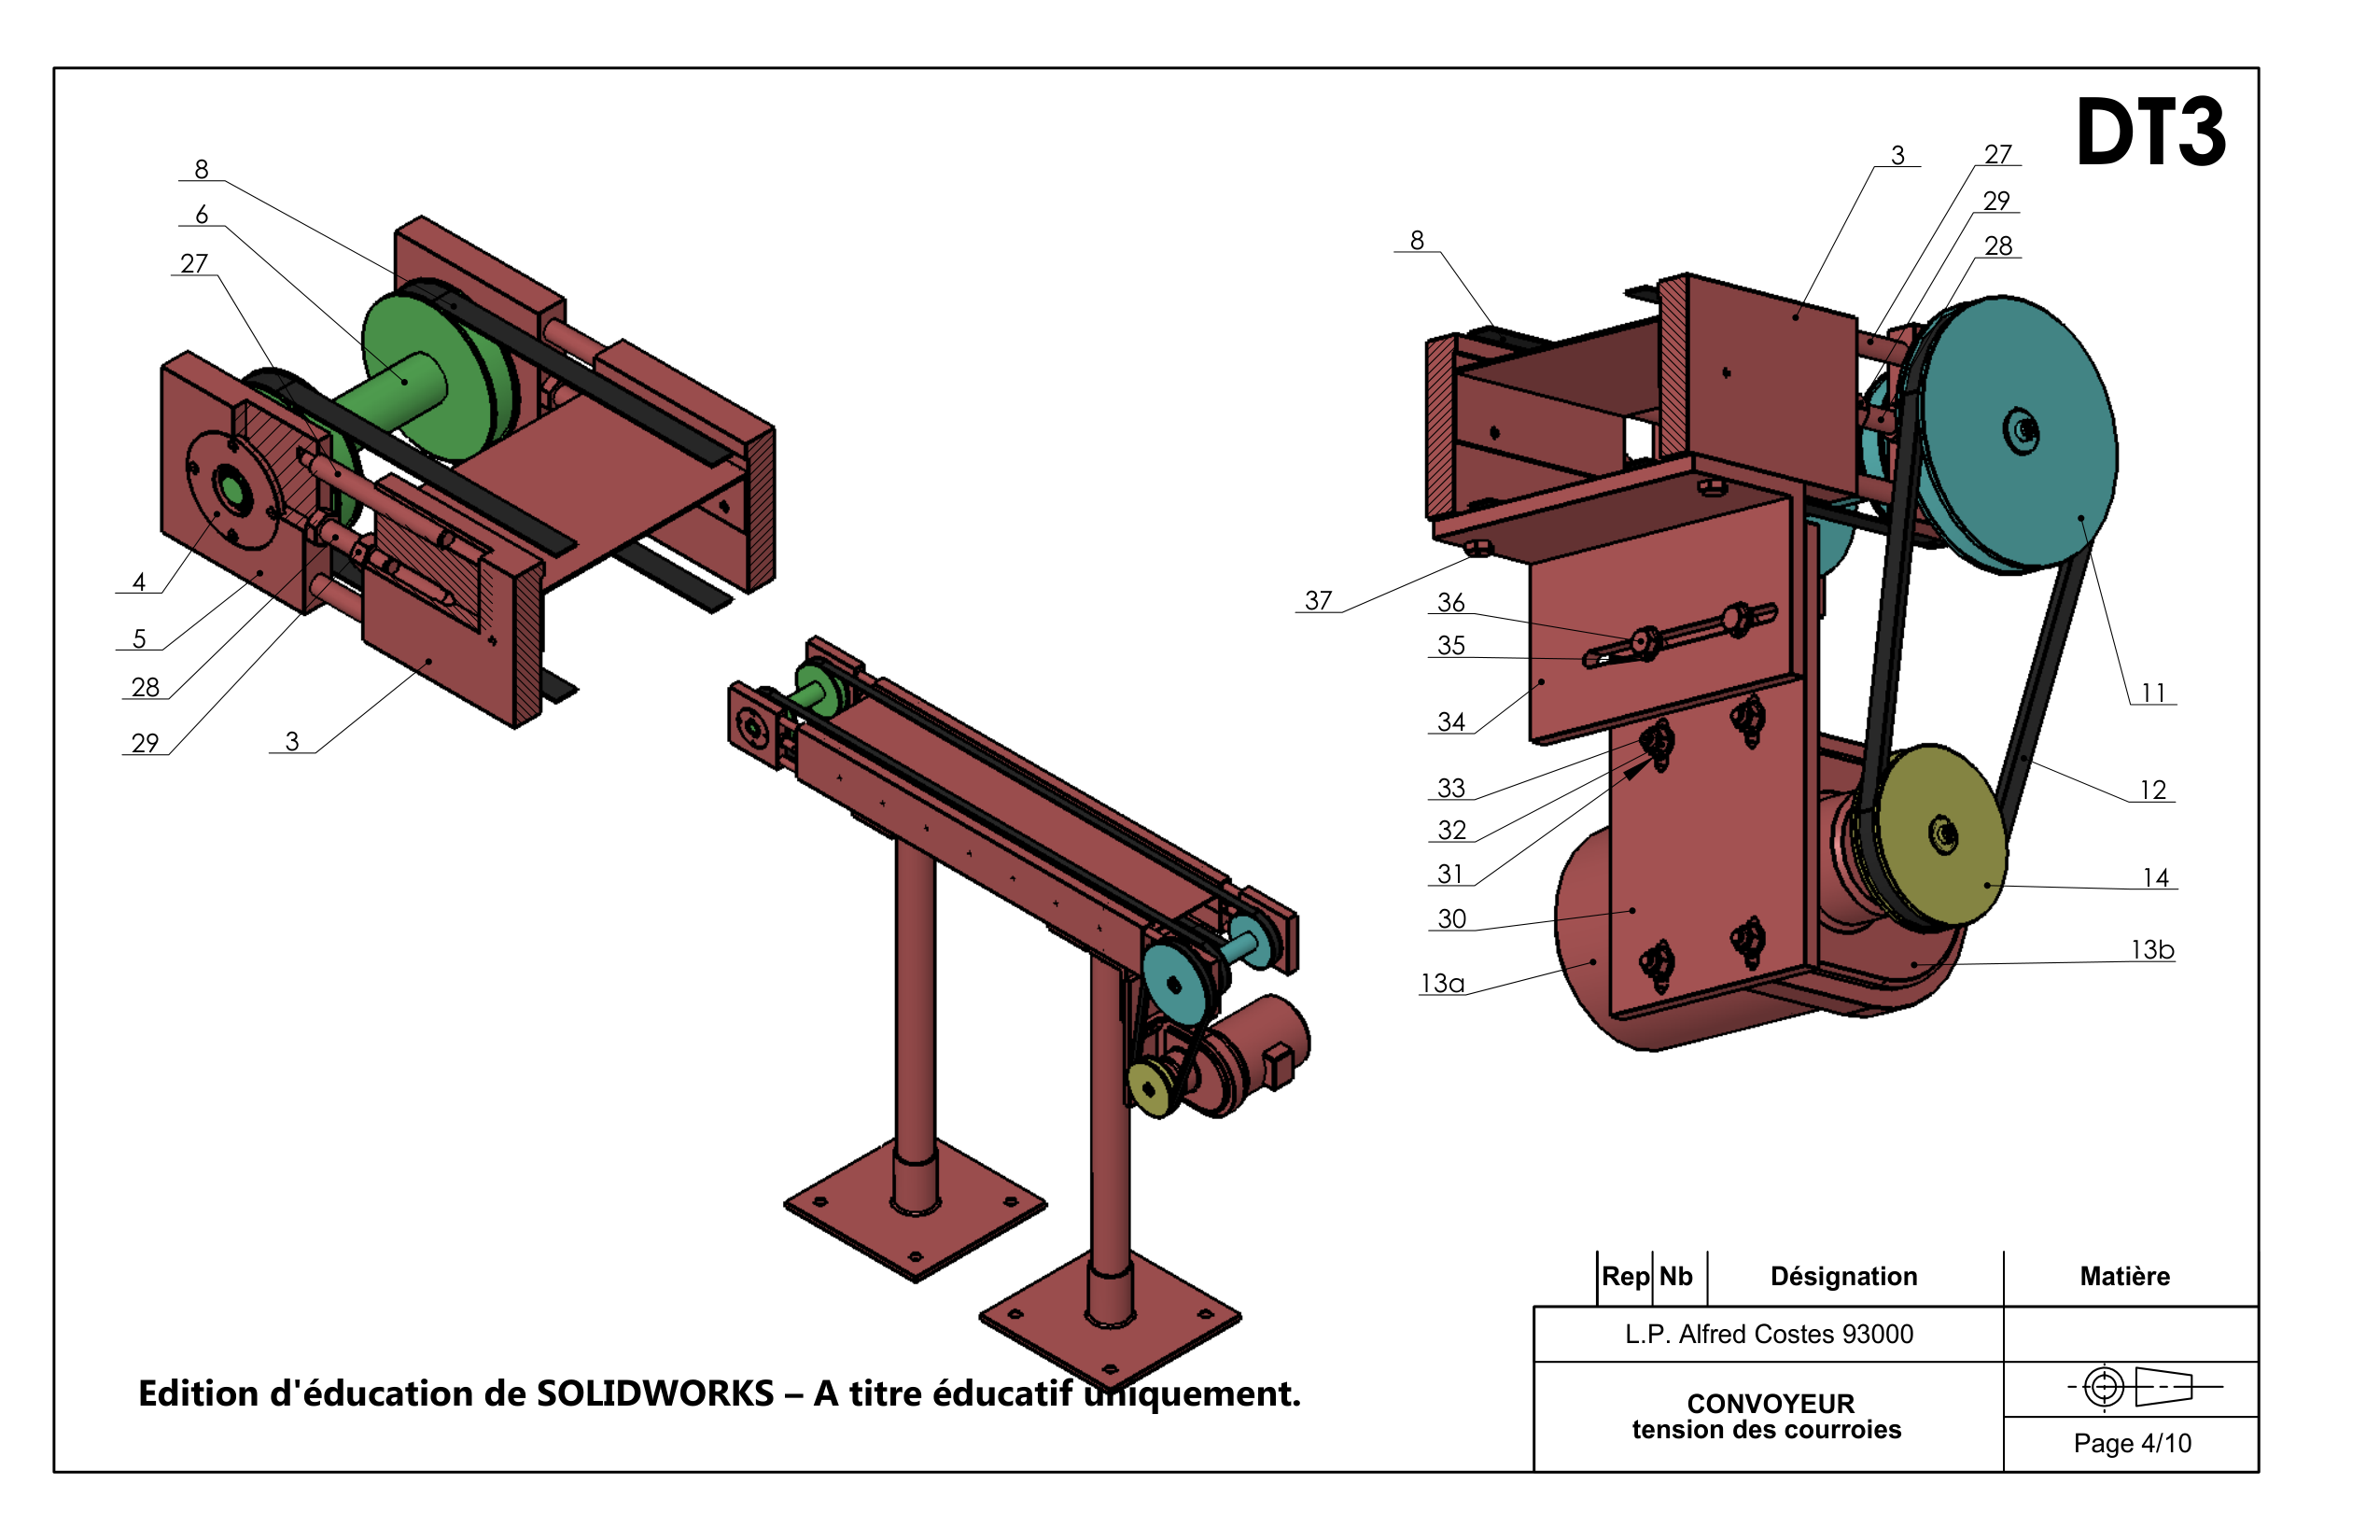 DT3
8
6
27
4
5
28
29
3
3
27
29
28
8
37
36
35
34
33
32
31
30
13a
11
12
14
13b
Rep Nb Désignation Matière
L.P. Alfred Costes 93000
CONVOYEUR
tension des courroies
Page 4/10
Edition d'éducation de SOLIDWORKS – A titre éducatif uniquement.